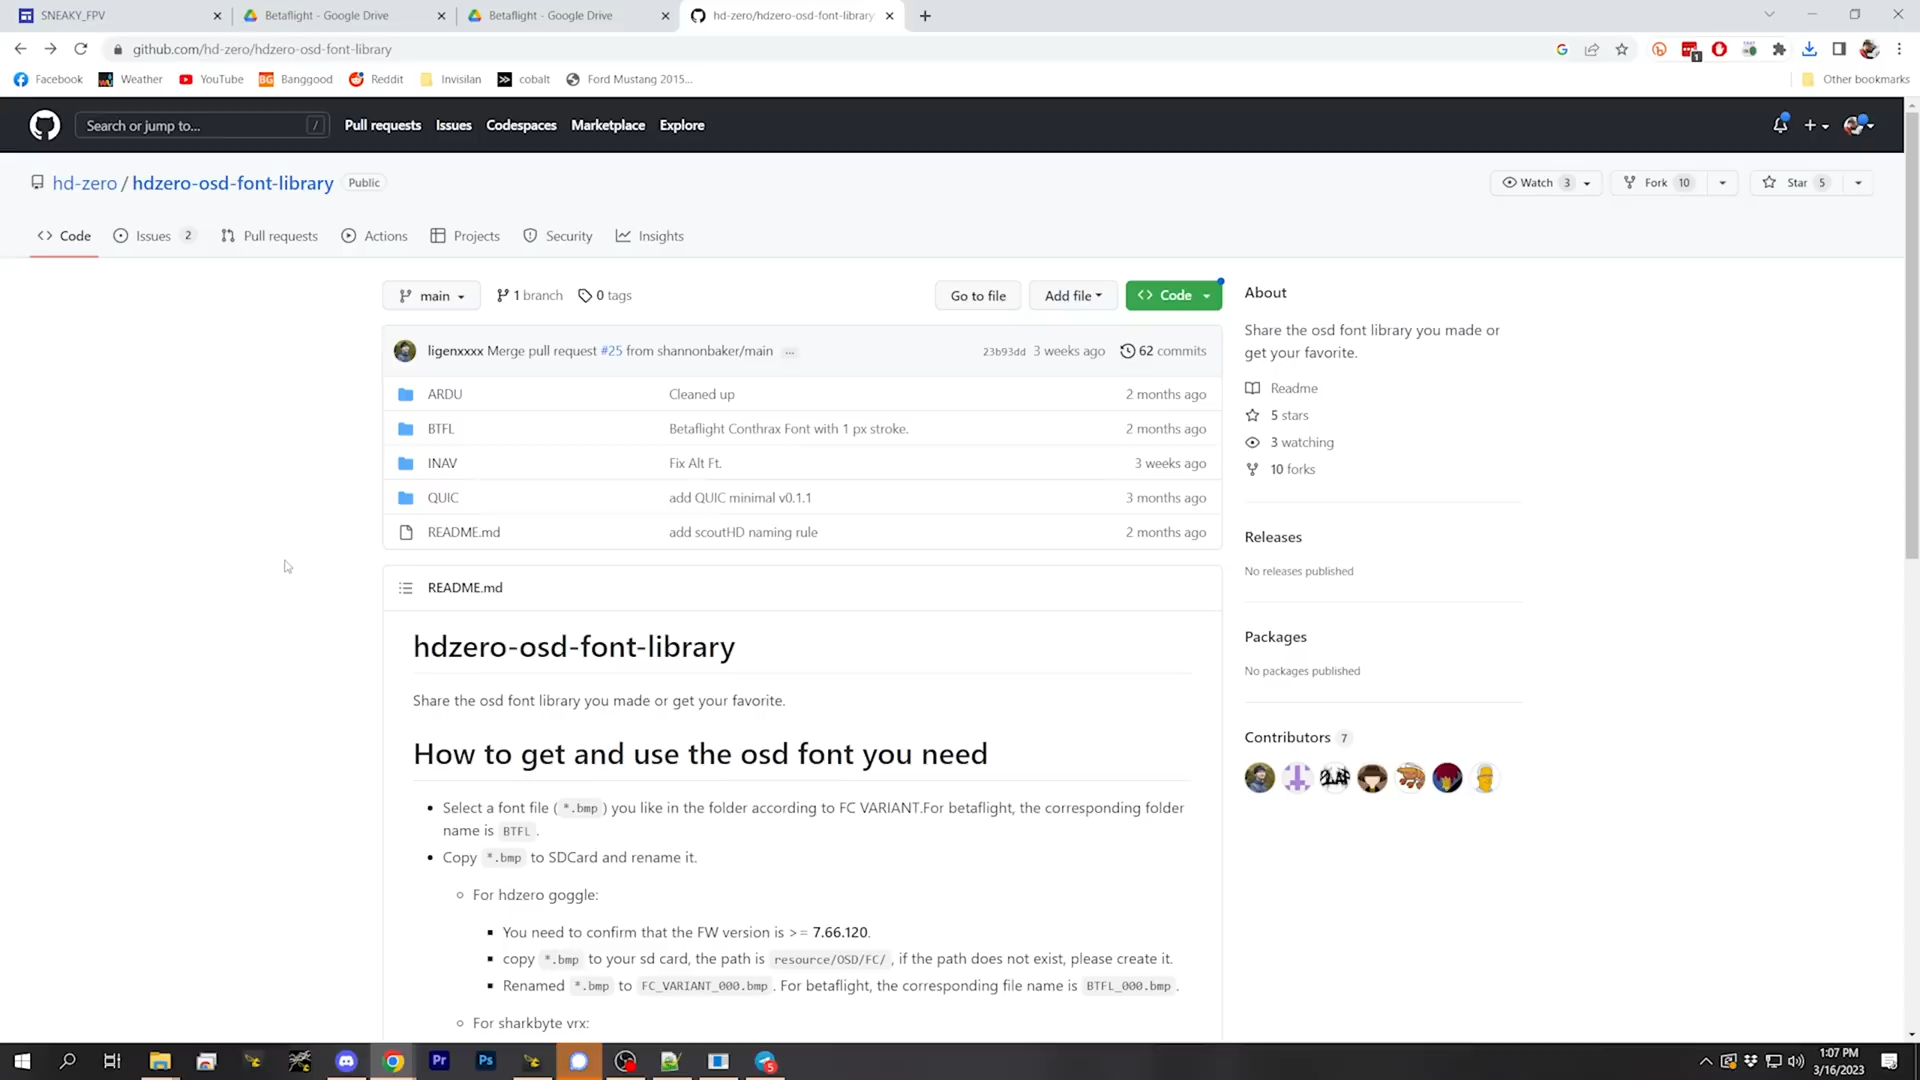 SNEAKY_FPV
Betaflight - Google Drive
Betaflight - Google Drive
hd-zero/hdzero-osd-font-library
github.com/hd-zero/hdzero-osd-font-library
Facebook Weather YouTube Banggood Reddit Invisilan cobalt Ford Mustang 2015... Other bookmarks
Search or jump to... / Pull requests Issues Codespaces Marketplace Explore
hd-zero / hdzero-osd-font-library Public
Watch 3 Fork 10 Star 5
Code Issues 2 Pull requests Actions Projects Security Insights
main 1 branch 0 tags Go to file Add file Code
ligenxxxx Merge pull request #25 from shannonbaker/main ... 23b93dd 3 weeks ago 62 commits
ARDU Cleaned up 2 months ago
BTFL Betaflight Conthrax Font with 1 px stroke. 2 months ago
INAV Fix Alt Ft. 3 weeks ago
QUIC add QUIC minimal v0.1.1 3 months ago
README.md add scoutHD naming rule 2 months ago
README.md
hdzero-osd-font-library
Share the osd font library you made or get your favorite.
How to get and use the osd font you need
• Select a font file ( *.bmp ) you like in the folder according to FC VARIANT.For betaflight, the corresponding folder
name is BTFL .
• Copy *.bmp to SDCard and rename it.
For hdzero goggle:
You need to confirm that the FW version is >= 7.66.120.
copy *.bmp to your sd card, the path is resource/OSD/FC/ , if the path does not exist, please create it.
Renamed *.bmp to FC_VARIANT_000.bmp . For betaflight, the corresponding file name is BTFL_000.bmp .
For sharkbyte vrx:
About
Share the osd font library you made or
get your favorite.
Readme
5 stars
3 watching
10 forks
Releases
No releases published
Packages
No packages published
Contributors 7
Pr
Ps
5
1:07 PM
3/16/2023